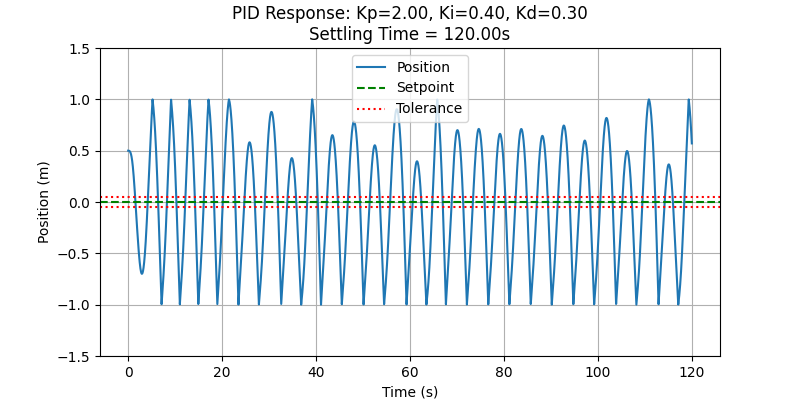 PID Response: Kp=2.00, Ki=0.40, Kd=0.30
Settling Time = 120.00s
Position
Setpoint
Tolerance
Position (m)
1.5
1.0
0.5
0.0
−0.5
−1.0
−1.5
0 20 40 60 80 100 120
Time (s)